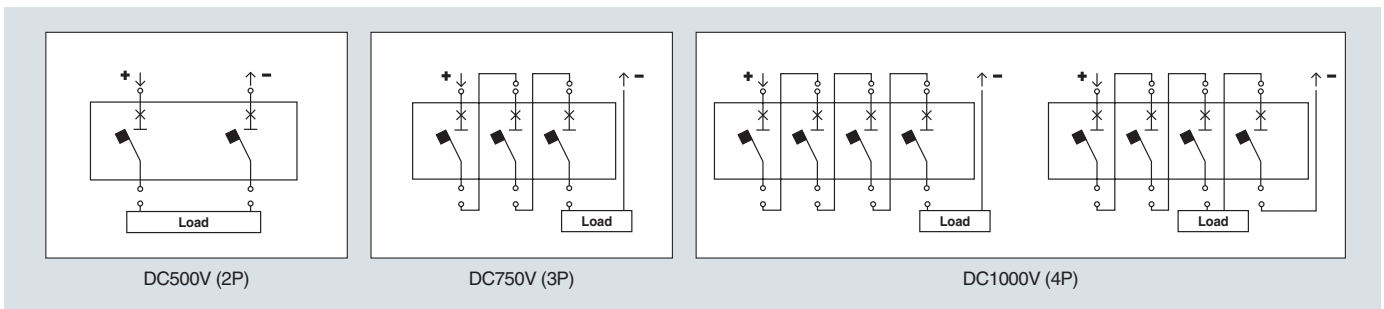 + −
Load
DC500V (2P)
+ −
Load
DC750V (3P)
+ −
Load
+ −
Load
DC1000V (4P)